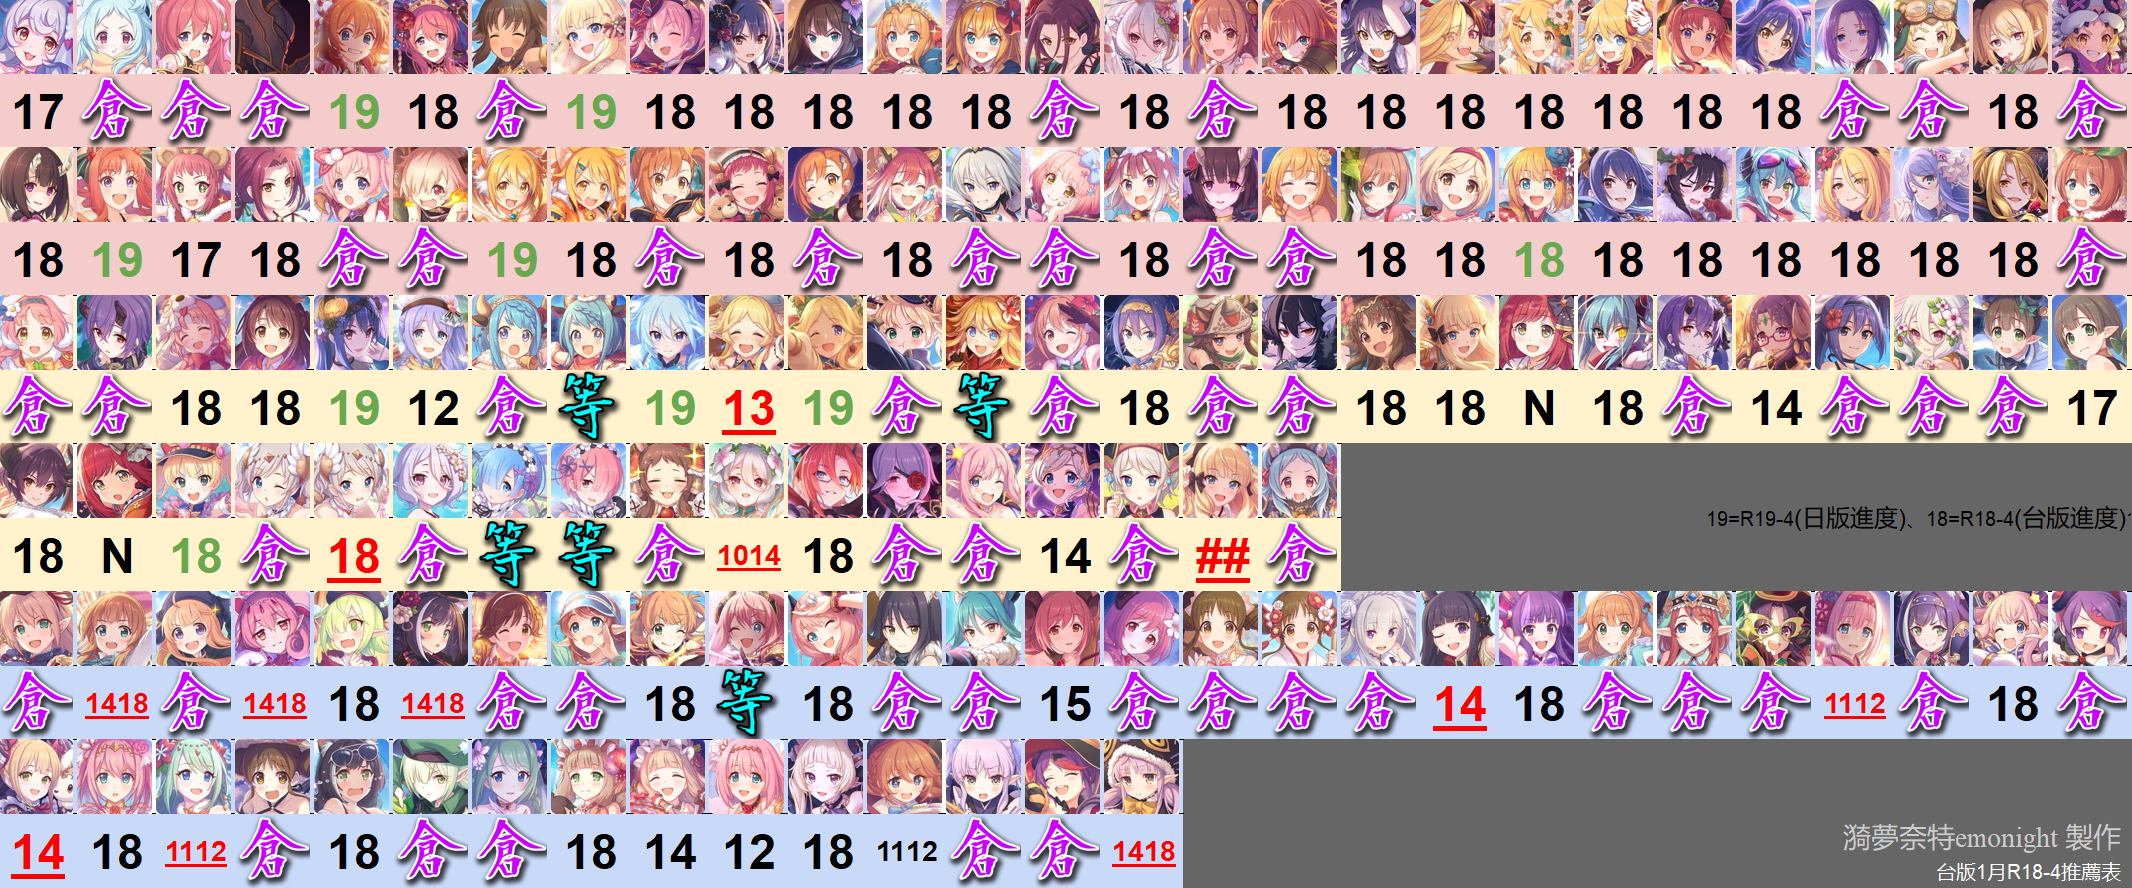 17 倉 倉 倉 19 18 倉 19 18 18 18 18 18 倉 18 倉 18 18 18 18 18 18 18 倉 倉 18 倉
18 19 17 18 倉 倉 19 18 倉 18 倉 18 倉 倉 18 倉 倉 18 18 18 18 18 18 18 18 18 倉
倉 倉 18 18 19 12 倉 等 19 13 19 倉 等 倉 18 倉 倉 18 18 N 18 倉 14 倉 倉 倉 17
18 N 18 倉 18 倉 等 等 倉 1014 18 倉 倉 14 倉 ## 倉
19=R19-4(日版進度)、18=R18-4(台版進度)
倉 1418 倉 1418 18 1418 倉 倉 18 等 18 倉 倉 15 倉 倉 倉 倉 14 18 倉 倉 倉 1112 倉 18 倉
14 18 1112 倉 18 倉 倉 18 14 12 18 1112 倉 倉 1418
漪夢奈特emonight 製作
台版1月R18-4推薦表